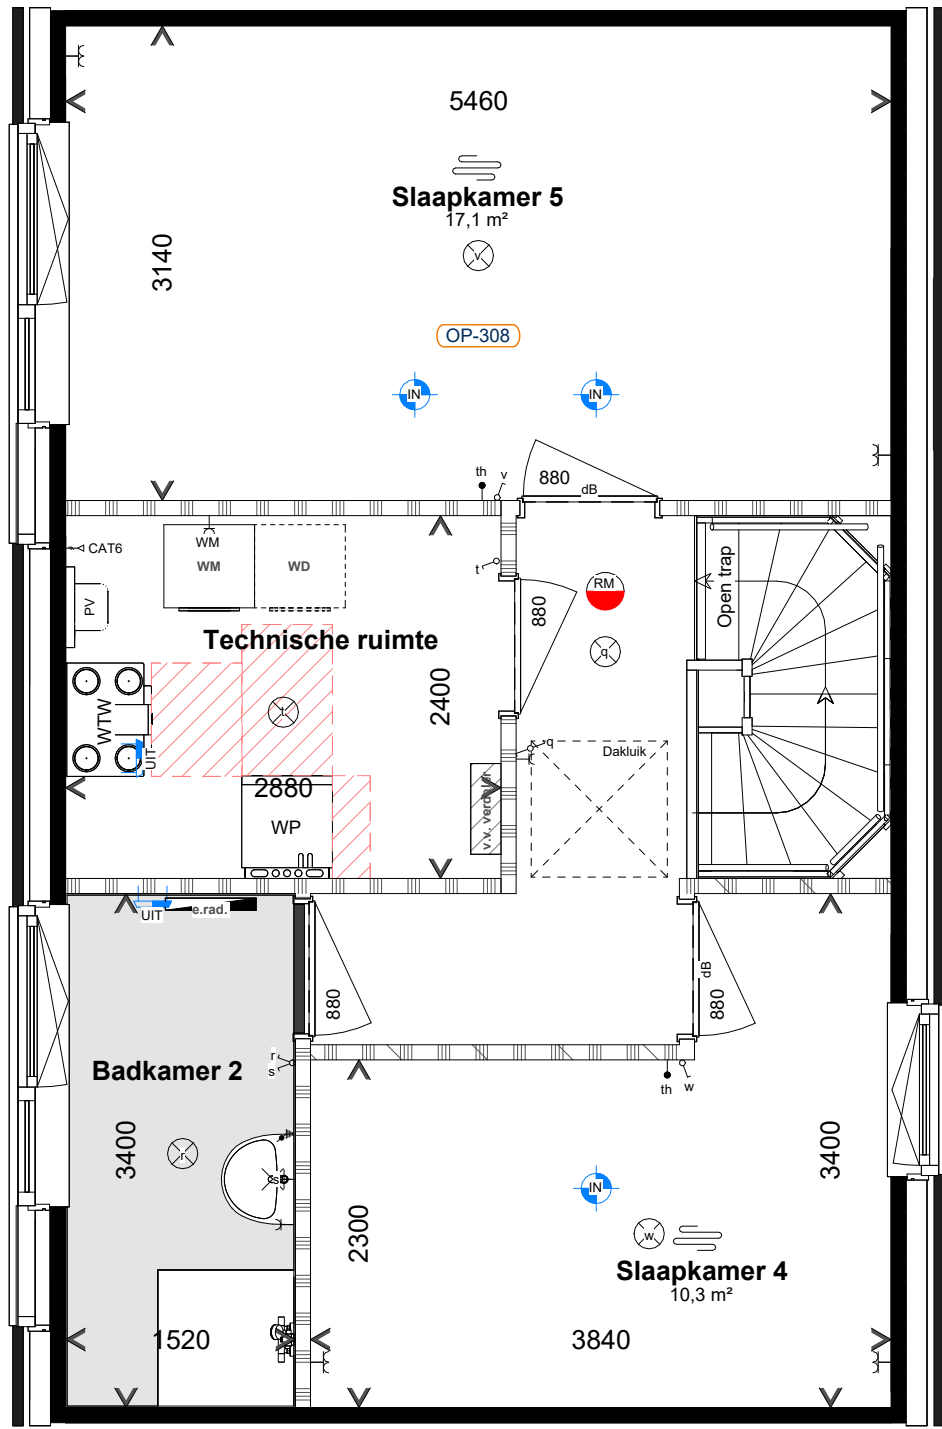 5460
Slaapkamer 5
17,1 m²
v
3140
OP-308
IN
IN
th
v
880
dB
CAT6
WM
WM
WD
t
RM
Open trap
PV
880
Technische ruimte
q
2400
WTW
t
UIT
q
Dakluik
2880
v.v. verdeler
WP
UIT
e.rad.
dB
880
880
r
s
Badkamer 2
th
w
3400
r
3400
s
IN
2300
w
Slaapkamer 4
10,3 m²
1520
3840